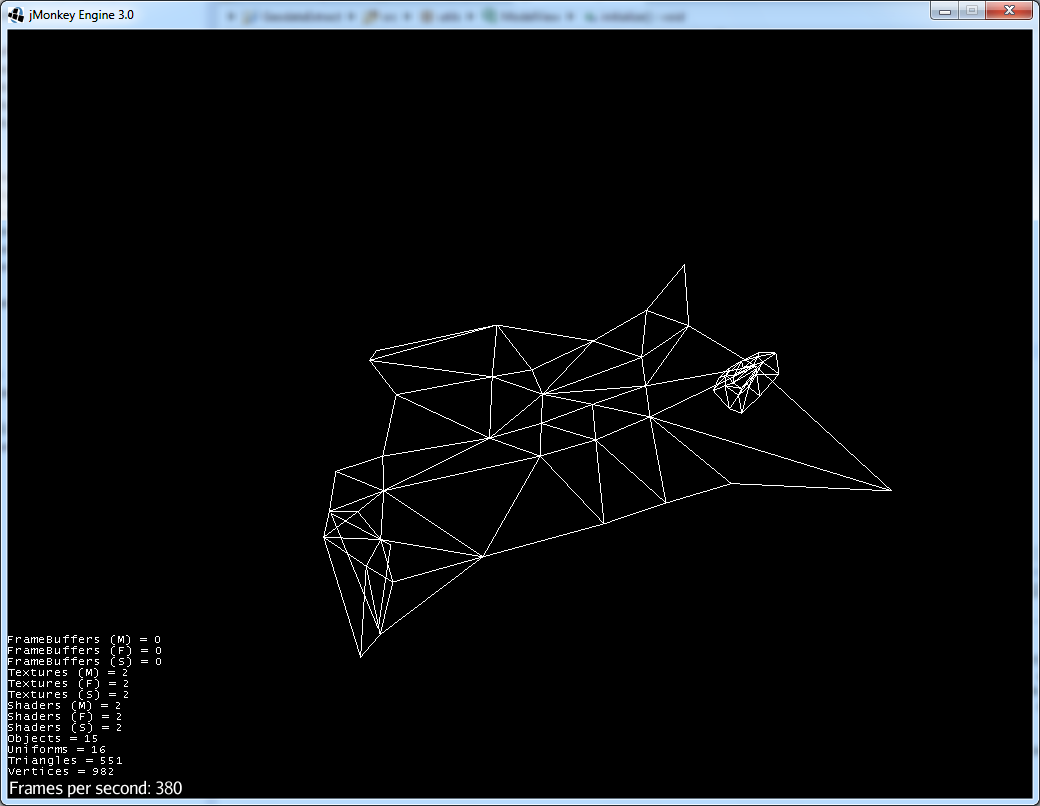 jMonkey Engine 3.0
FrameBuffers (M) = 0
FrameBuffers (F) = 0
FrameBuffers (S) = 0
Textures (M) = 2
Textures (F) = 2
Textures (S) = 2
Shaders (M) = 2
Shaders (F) = 2
Shaders (S) = 2
Objects = 15
Uniforms = 16
Triangles = 551
Vertices = 982
Frames per second: 380